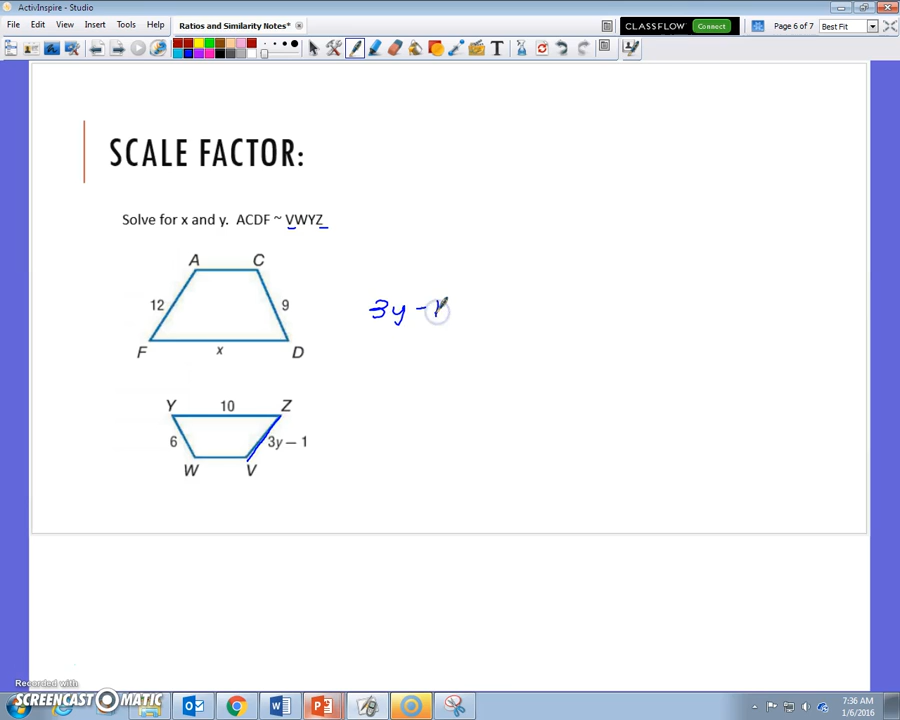 ActivInspire - Studio
File Edit View Insert Tools Help
Ratios and Similarity Notes*
CLASSFLOW Connect
Page 6 of 7 Best Fit
T
SCALE FACTOR:
Solve for x and y. ACDF ~ VWYZ
A C
12 9
F x D
3y - 1
Y 10 Z
6 3y — 1
W V
Recorded with
SCREENCAST MATIC
7:36 AM
1/6/2016